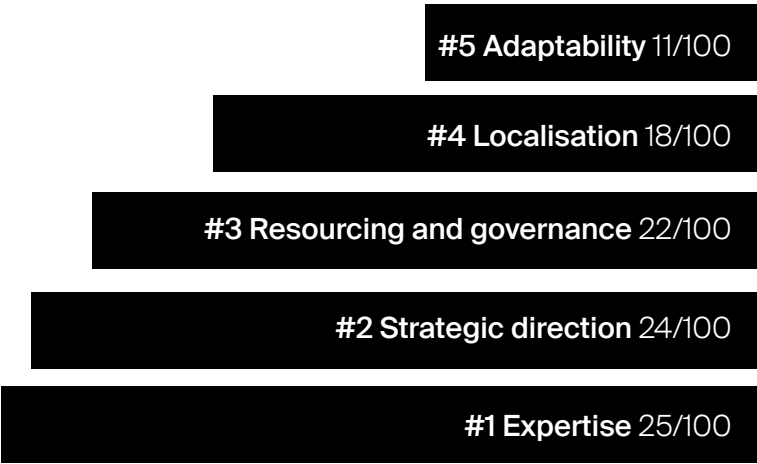 #5 Adaptability 11/100
#4 Localisation 18/100
#3 Resourcing and governance 22/100
#2 Strategic direction 24/100
#1 Expertise 25/100